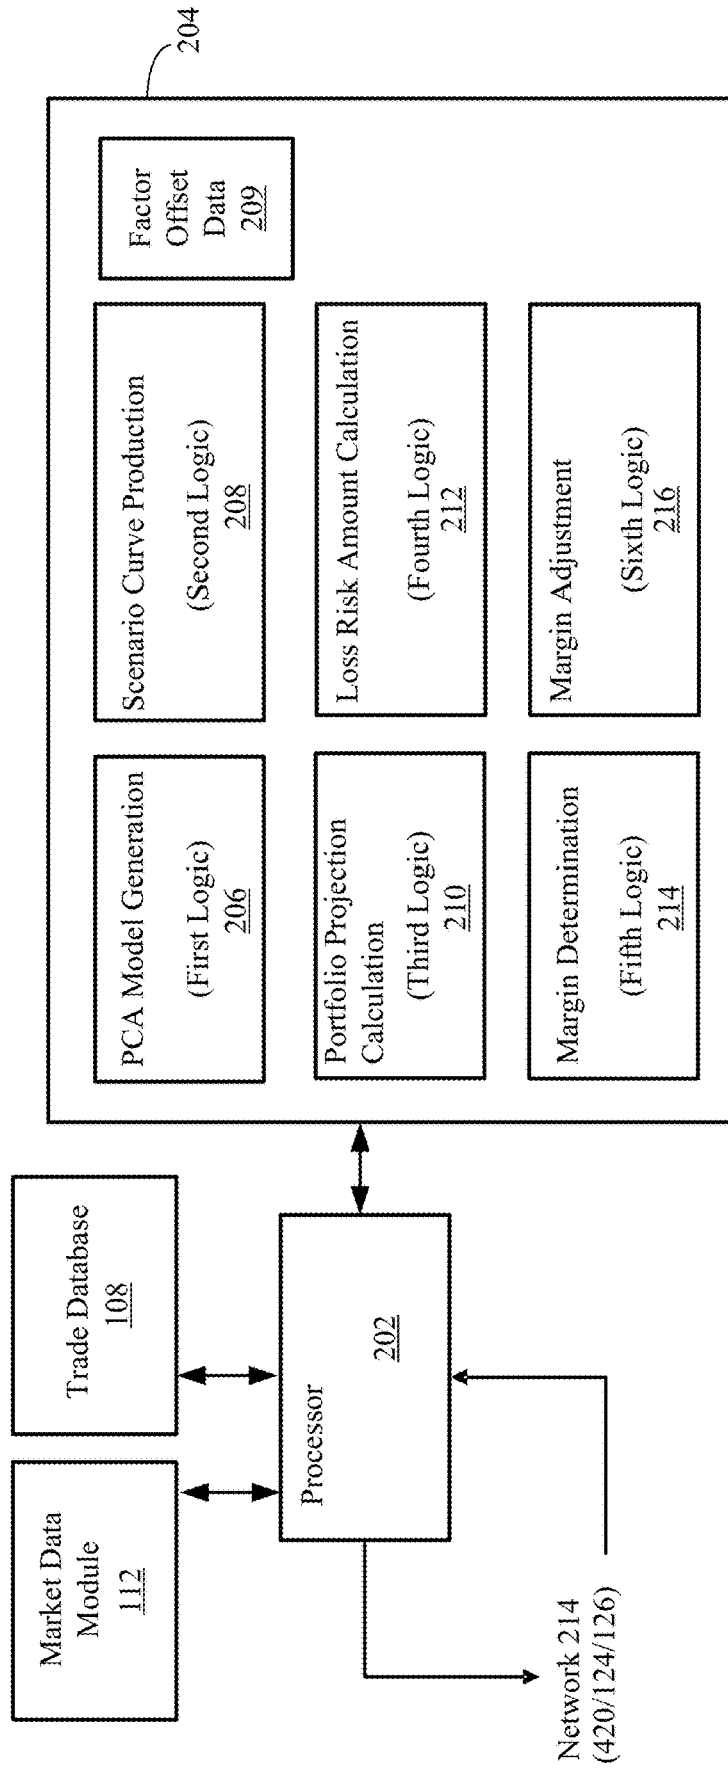 Market Data
Module
112
Trade Database
108
Processor
202
Network 214
(420/124/126)
204
PCA Model Generation
(First Logic)
206
Scenario Curve Production
(Second Logic)
208
Factor
Offset
Data
209
Portfolio Projection
Calculation
(Third Logic)
210
Loss Risk Amount Calculation
(Fourth Logic)
212
Margin Determination
(Fifth Logic)
214
Margin Adjustment
(Sixth Logic)
216